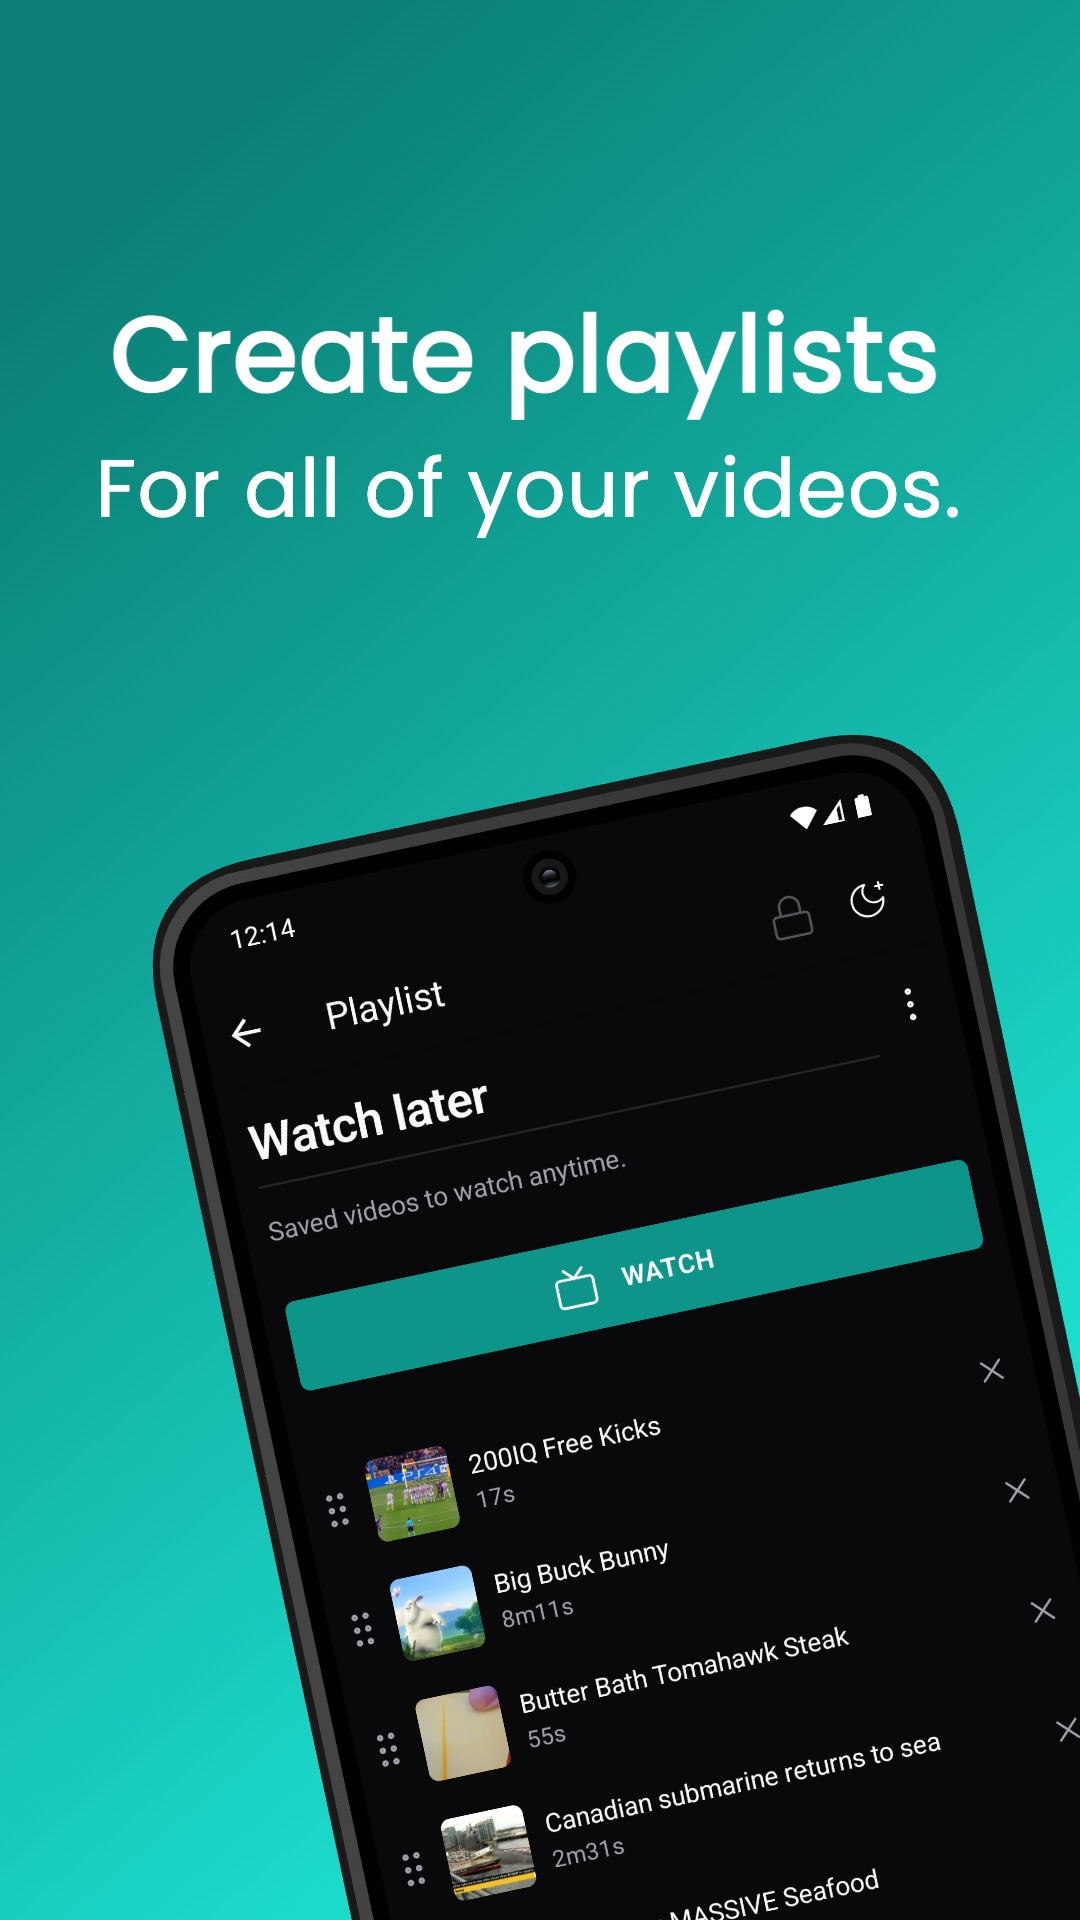 Create playlists
For all of your videos.
12:14
Playlist
Watch later
Saved videos to watch anytime.
WATCH
200IQ Free Kicks
17s
PS4
Big Buck Bunny
8m11s
Butter Bath Tomahawk Steak
55s
Canadian submarine returns to sea
2m31s
MASSIVE Seafood